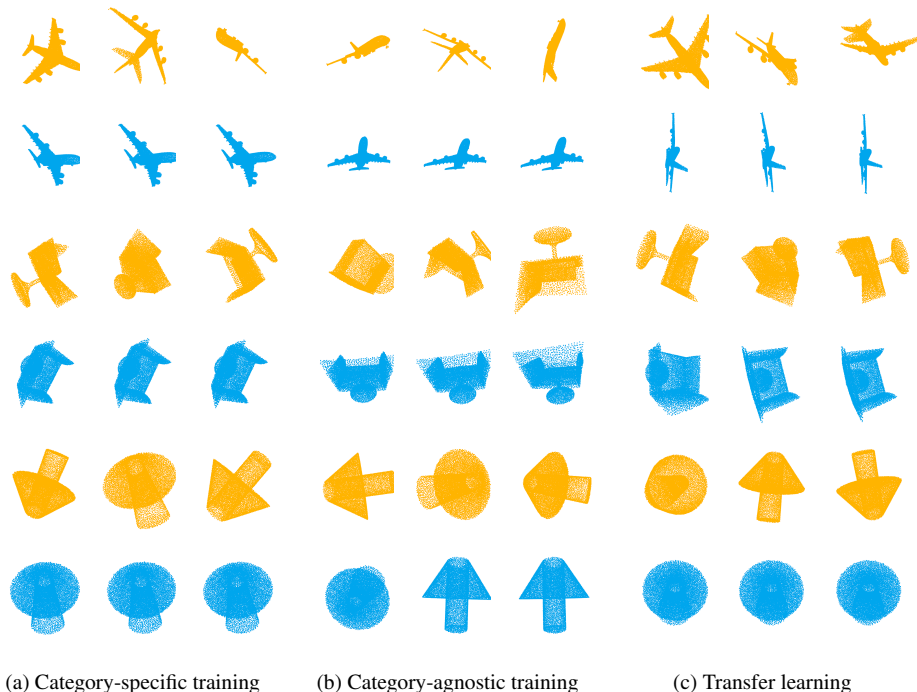 (a) Category-specific training
(b) Category-agnostic training
(c) Transfer learning